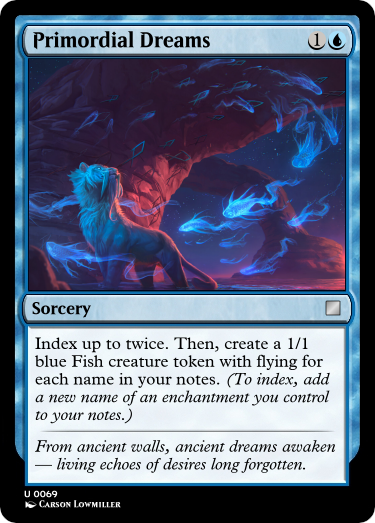 Primordial Dreams 1
Sorcery
Index up to twice. Then, create a 1/1
blue Fish creature token with flying for
each name in your notes. (To index, add
a new name of an enchantment you control
to your notes.)
From ancient walls, ancient dreams awaken
— living echoes of desires long forgotten.
U 0069
Carson Lowmiller